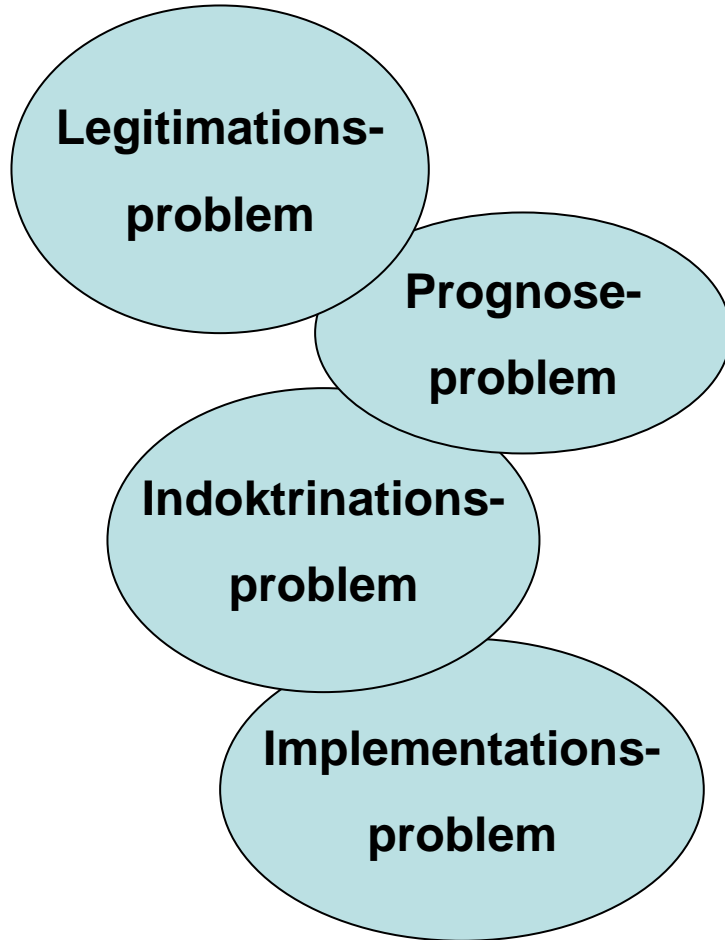 Legitimations-
problem
Prognose-
problem
Indoktrinations-
problem
Implementations-
problem